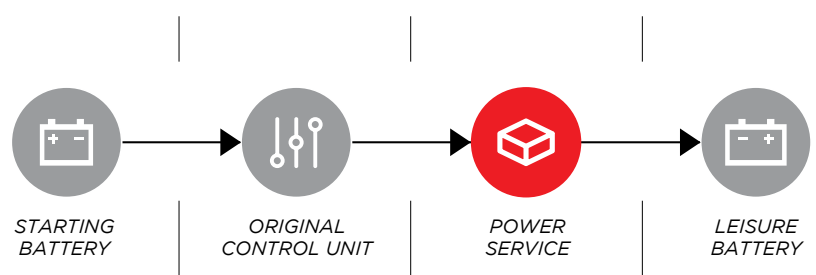 STARTING
BATTERY
ORIGINAL
CONTROL UNIT
POWER
SERVICE
LEISURE
BATTERY